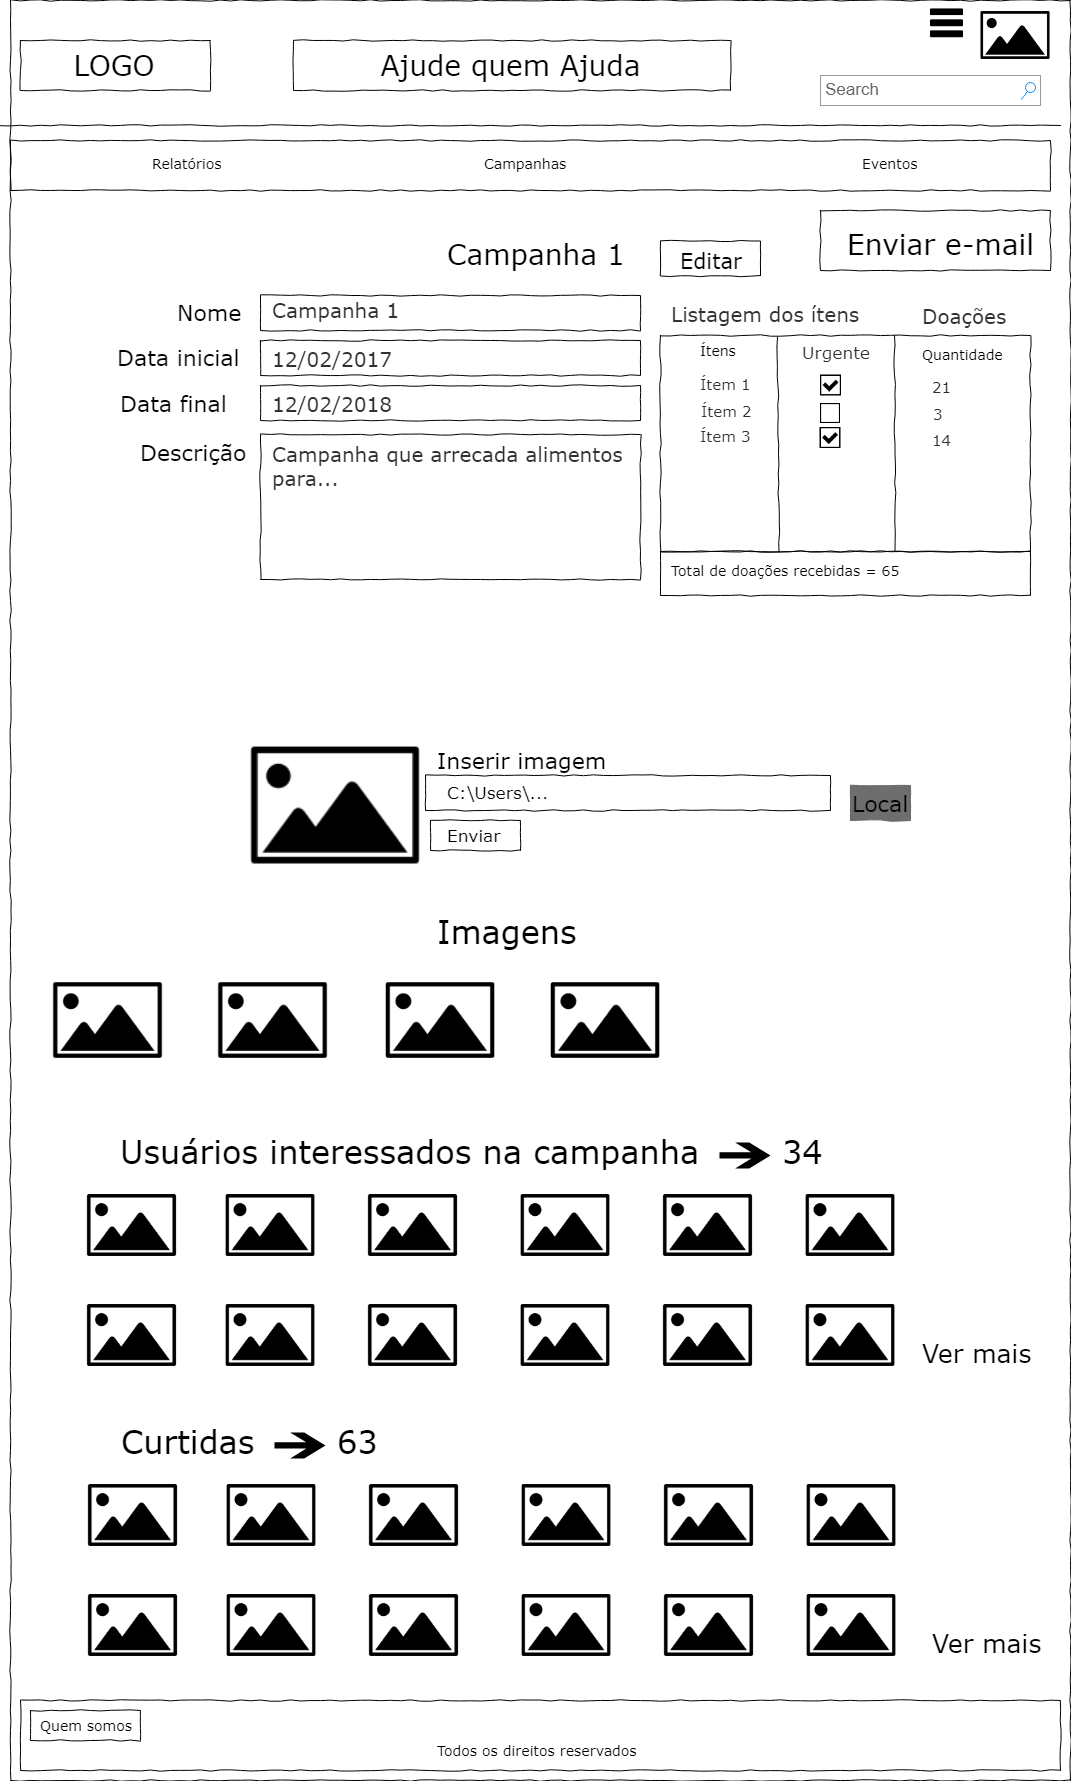 LOGO
Ajude quem Ajuda
Search
Relatórios
Campanhas
Eventos
Enviar e-mail
Campanha 1
Editar
Nome
Campanha 1
Data inicial
12/02/2017
Data final
12/02/2018
Descrição
Campanha que arrecada alimentos
para...
Listagem dos ítens
Doações
Ítens
Urgente
Quantidade
Ítem 1
21
Ítem 2
3
Ítem 3
14
Total de doações recebidas = 65
Inserir imagem
C:\Users\...
Local
Enviar
Imagens
Usuários interessados na campanha
34
Ver mais
Curtidas
63
Ver mais
Quem somos
Todos os direitos reservados